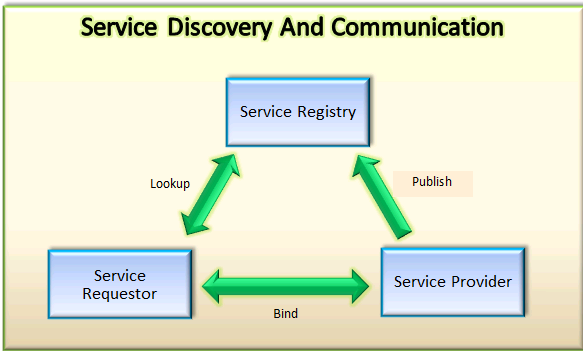 Service Discovery And Communication
Service Registry
Lookup
Publish
Service
Requestor
Service Provider
Bind